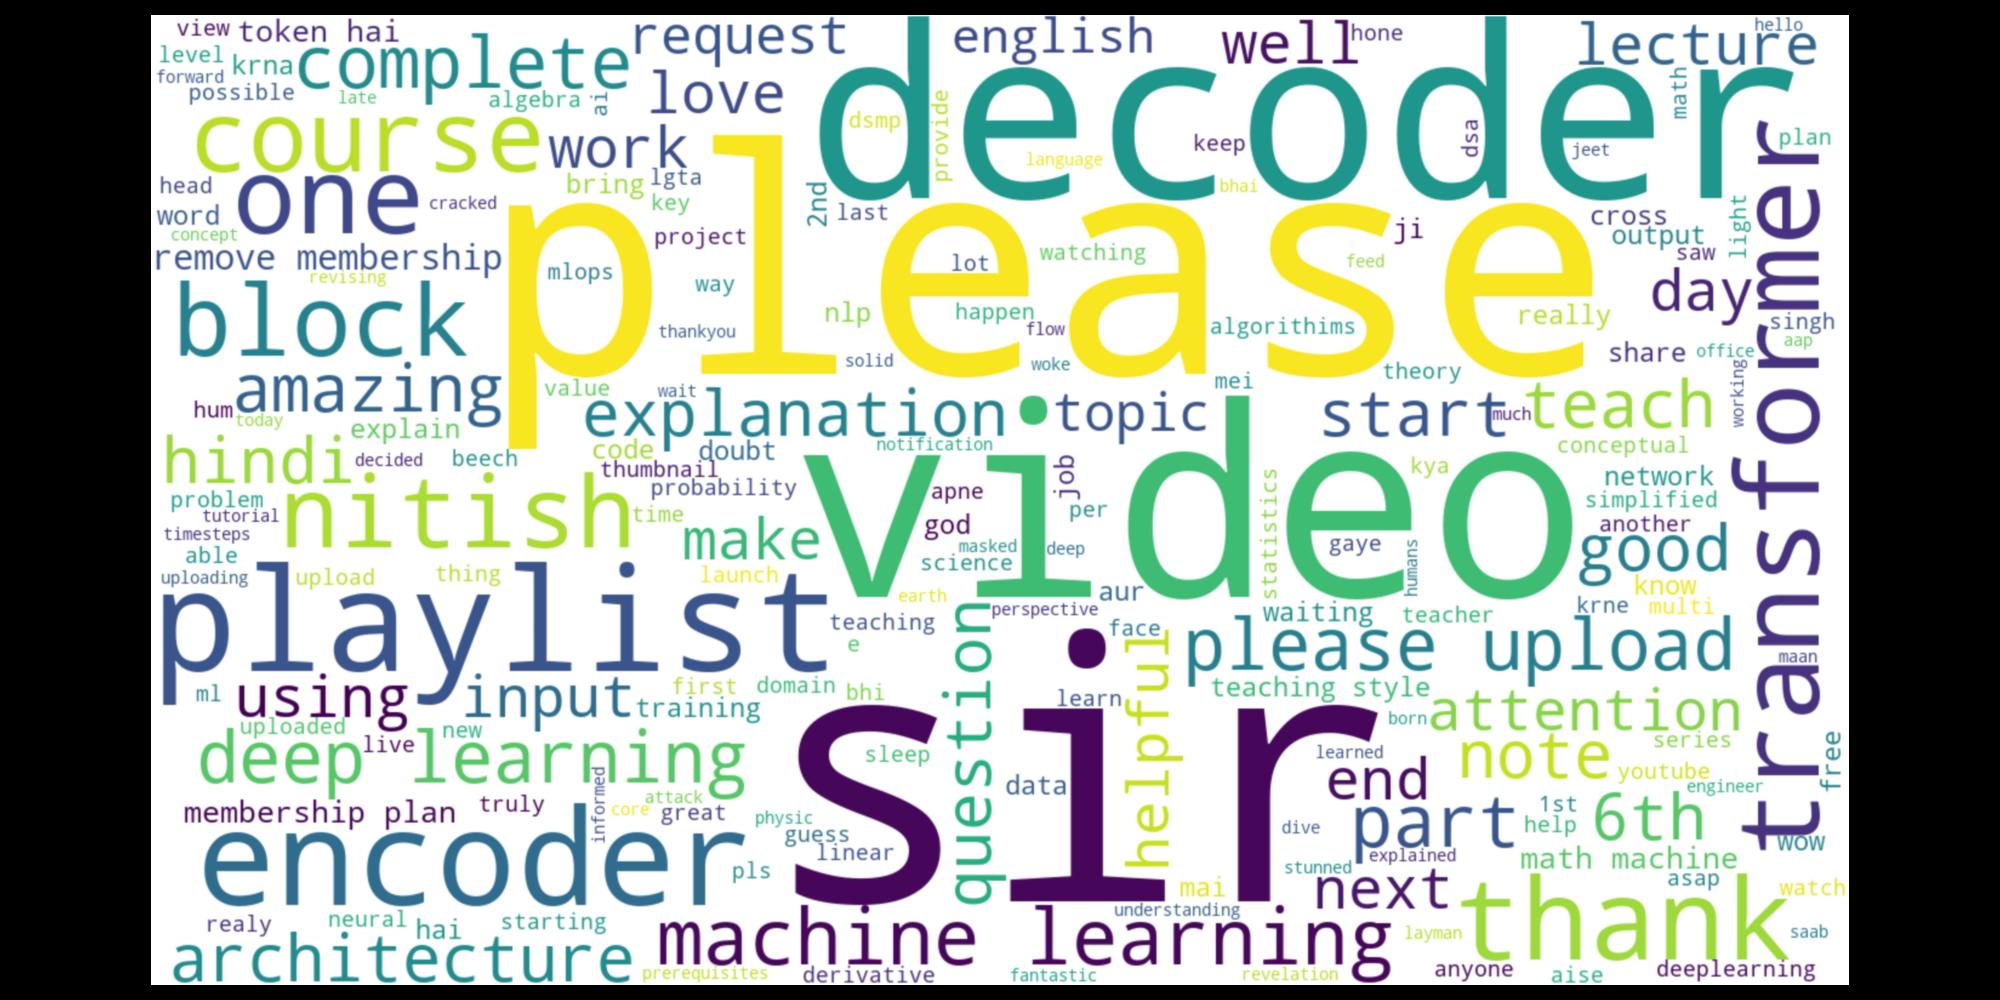 view token hai
request
english
well
hone
hello
lecture
level
krna
complete
forward
possible
late
algebra
ai
love
decoder
math
course
work
dsmp
provide
language
keep
dsa
jeet
plan
transformer
head
one
cracked
bring
lgta
key
2nd
last
bhai
please
word
concept
project
ji
cross
output
light
saw
remove membership
revising
mlops
way
lot
watching
feed
day
block
thankyou
nlp
happen
flow
algorithims
really
singh
aap
solid
woke
share
office
amazing
value
wait
mei
theory
working
hum
today
explain
explanation
topic
start
much
teach
hindi
decided
beech
code
doubt
notification
thumbnail
video
job
kya
conceptual
network
problem
tutorial
timesteps
nitish
time
probability
apne
god
per
statistics
simplified
another
able
make
masked
science
deep
gaye
humans
good
uploading
upload
thing
launch
earth
aur
know
multi
playlist
teaching
e
question
perspective
face
helpful
waiting
teacher
krne
please upload
maan
ml
using
input
training
first
domain
bhi
sir
learn
teaching style
born
attention
uploaded
live
new
deep learning
sleep
data
learned
end
note
series
youtube
engineer
free
membership plan
truly
informed
core
attack
great
physic
guess
linear
dive
part
1st
help
6th
wow
encoder
pls
stunned
explained
math machine
asap
watch
mai
next
thank
realy
neural
hai
starting
understanding
layman
saab
architecture
machine learning
prerequisites
derivative
fantastic
revelation
anyone
aise
deeplearning